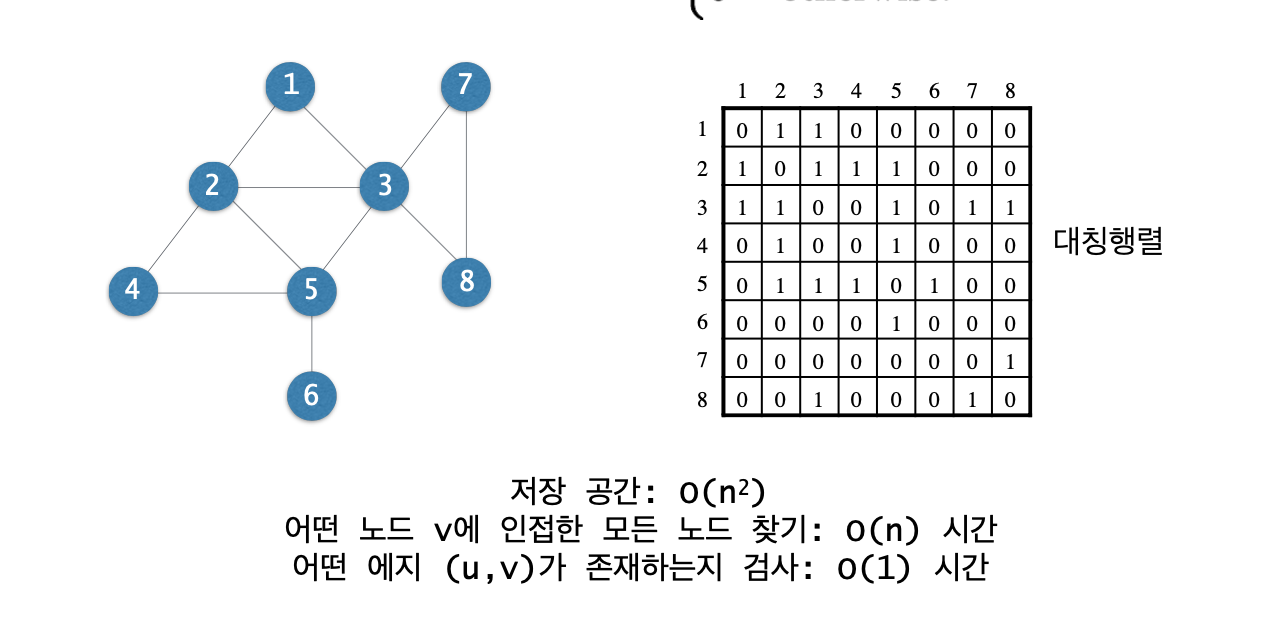 1 7
2 3
4 5 8
6
1 2 3 4 5 6 7 8
1 0 1 1 0 0 0 0 0
2 1 0 1 1 1 0 0 0
3 1 1 0 0 1 0 1 1
4 0 1 0 0 1 0 0 0
5 0 1 1 1 0 1 0 0
6 0 0 0 0 1 0 0 0
7 0 0 0 0 0 0 0 1
8 0 0 1 0 0 0 1 0
대칭행렬
저장 공간: O(n²)
어떤 노드 v에 인접한 모든 노드 찾기: O(n) 시간
어떤 에지 (u,v)가 존재하는지 검사: O(1) 시간